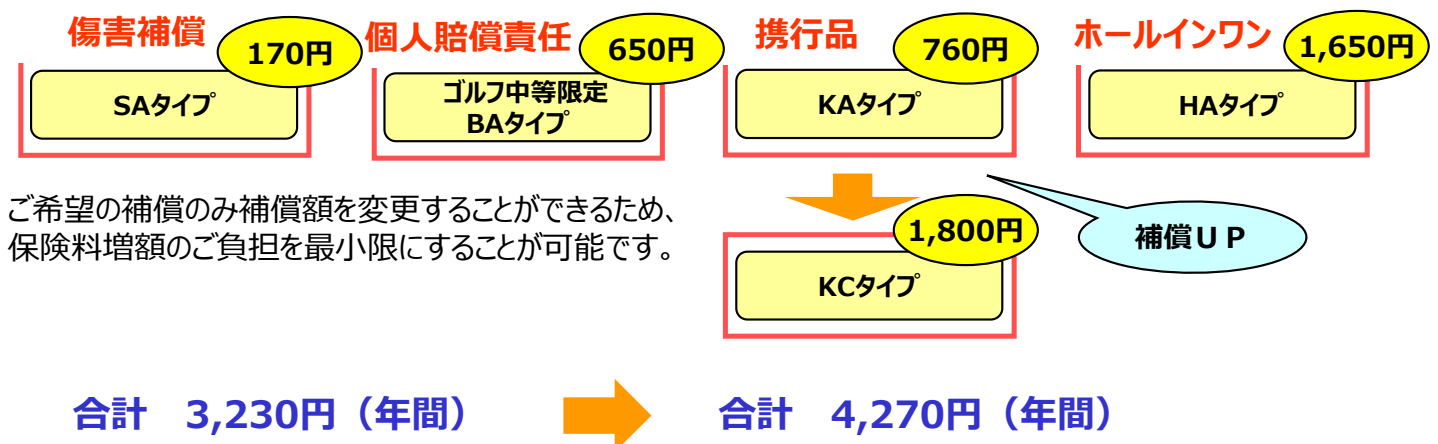 傷害補償
170円
個人賠償責任
650円
携行品
760円
ホールインワン
1,650円
SAタイプ
ゴルフ中等限定
BAタイプ
KAタイプ
HAタイプ
ご希望の補償のみ補償額を変更することができるため、
保険料増額のご負担を最小限にすることが可能です。
1,800円
補償UP
KCタイプ
合計 3,230円(年間)
合計 4,270円(年間)